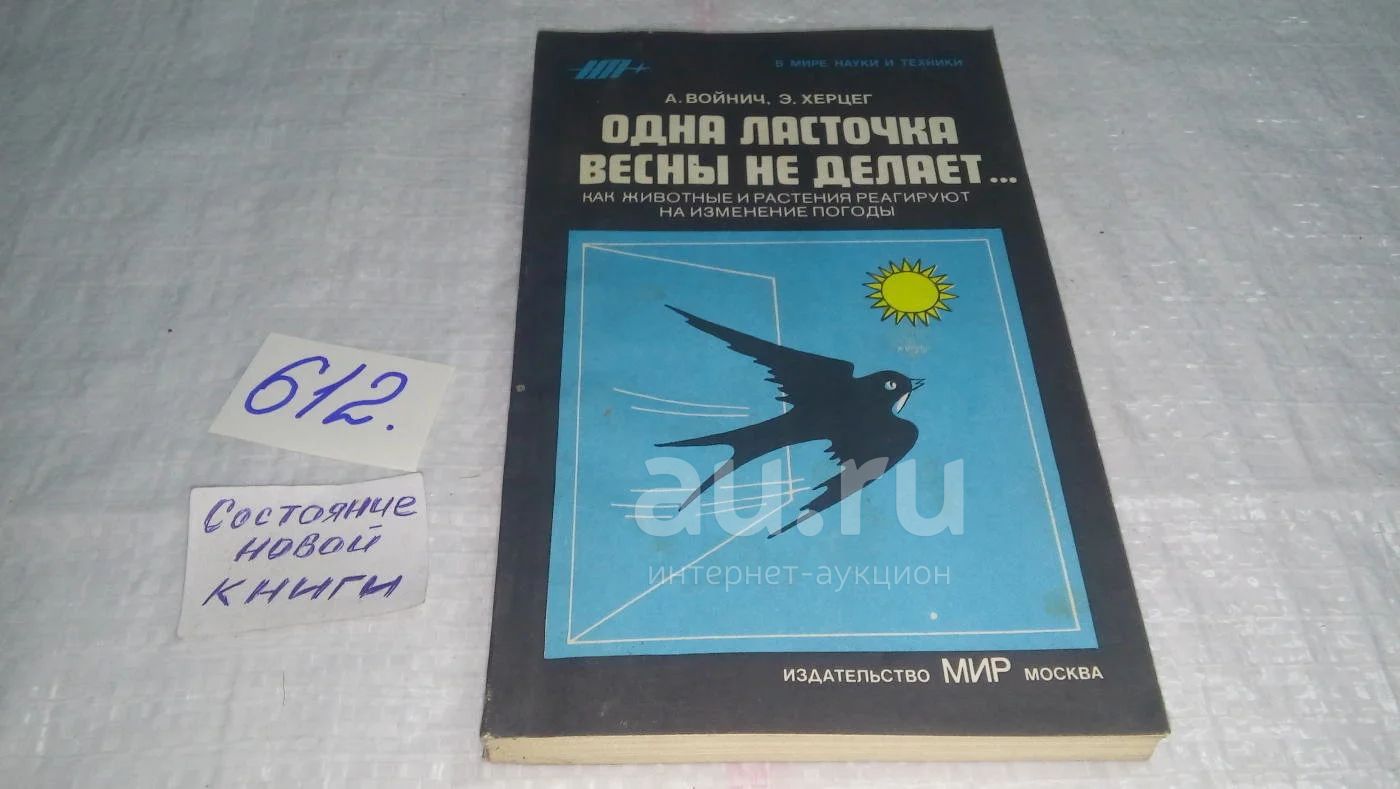 НТ
В МИРЕ НАУКИ И ТЕХНИКИ
А. ВОЙНИЧ, Э. ХЕРЦЕГ
ОДНА ЛАСТОЧКА
ВЕСНЫ НЕ ДЕЛАЕТ...
КАК ЖИВОТНЫЕ И РАСТЕНИЯ РЕАГИРУЮТ
НА ИЗМЕНЕНИЕ ПОГОДЫ
612.
Состояние
новой
книги
au.ru
интернет-аукцион
ИЗДАТЕЛЬСТВО МИР МОСКВА